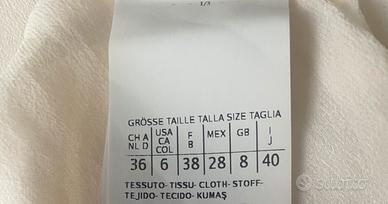 1/3
GRÖSSE TAILLE TALLA SIZE TAGLIA
CH A NL D
USA CA COL
F B
MEX
GB
I J
36 6 38 28 8 40
TESSUTO-TISSU-CLOTH-STOFF-
TEJIDO-TECIDO-KUMAŞ
subito